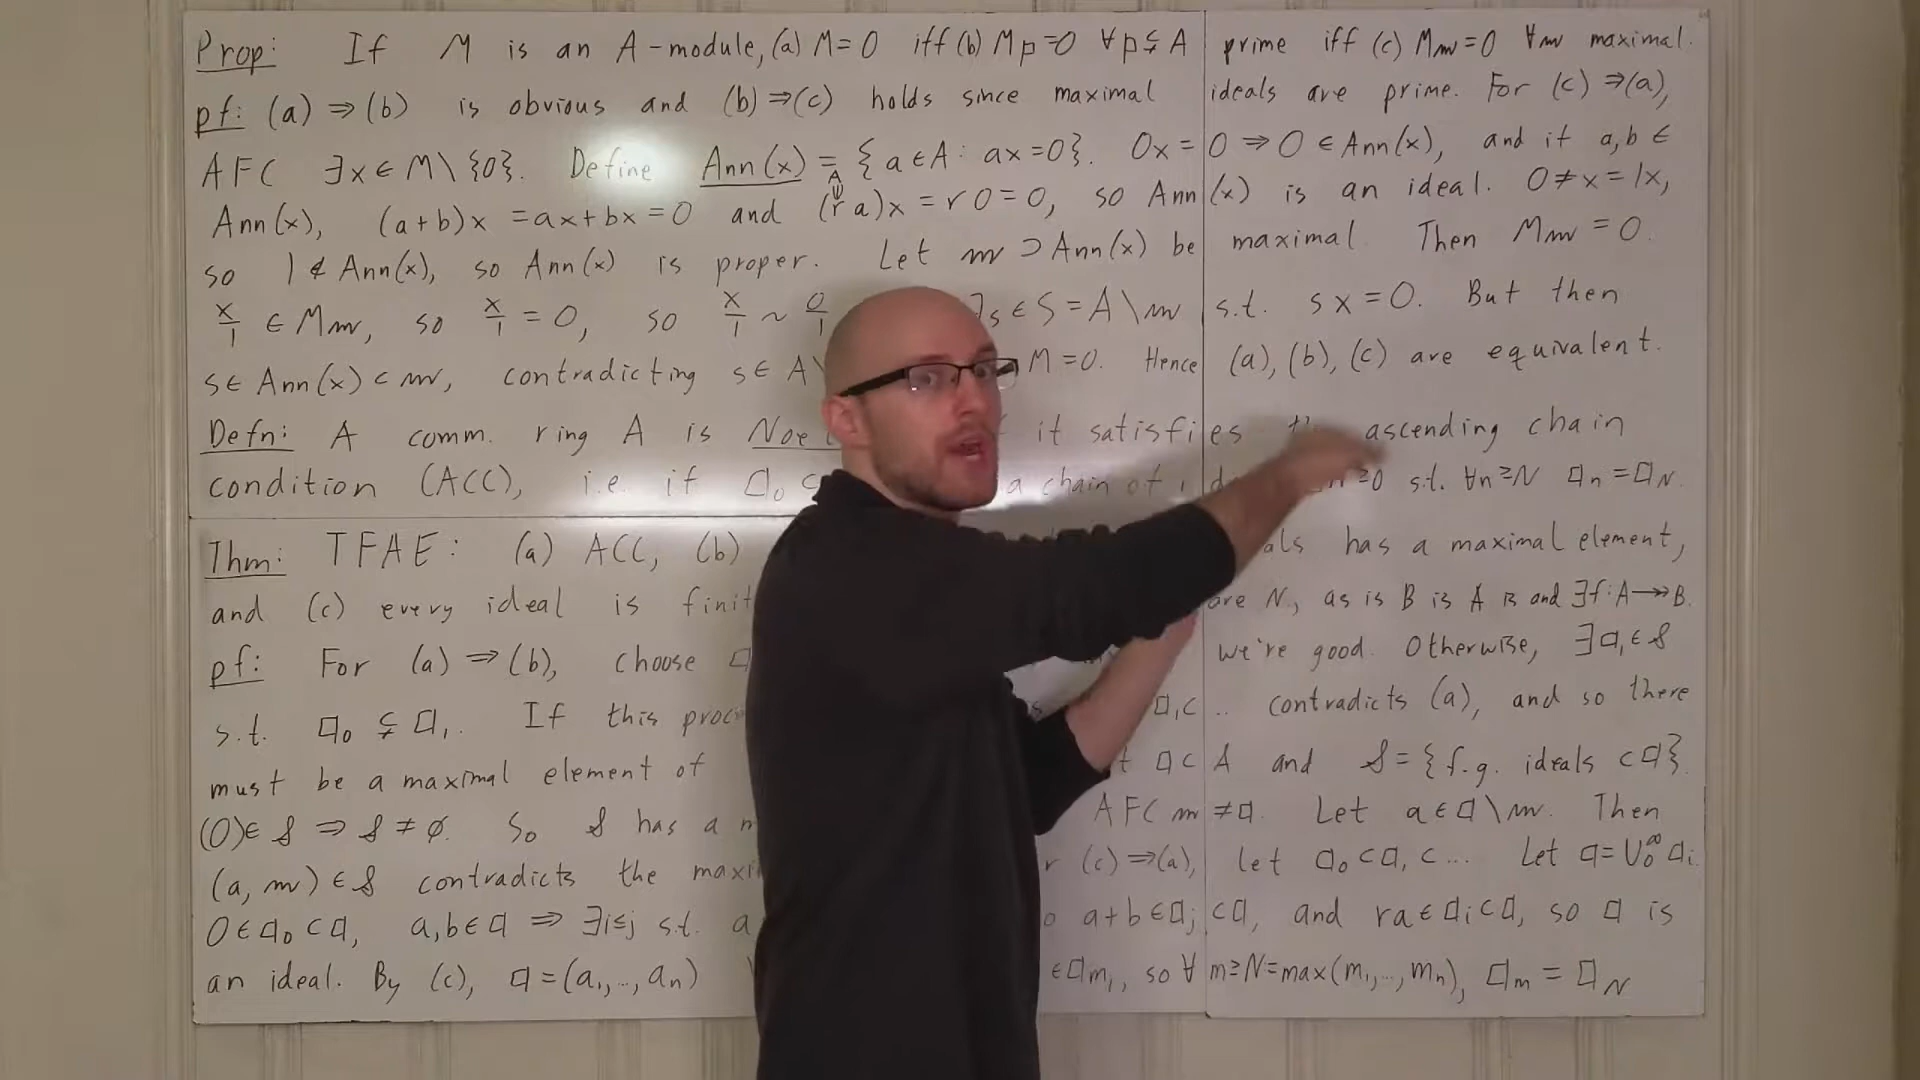 Prop: If M is an A-module, (a) M=0 iff (b) Mp=0 ∀p⊊A prime iff (c) M𝔪=0 ∀𝔪 maximal.
pf: (a) ⇒ (b) is obvious and (b) ⇒ (c) holds since maximal ideals are prime. For (c) ⇒ (a),
AFC ∃x∈M\{0}. Define Ann_A(x) = {a∈A: ax=0}. 0x=0 ⇒ 0∈Ann(x), and if a,b ∈
Ann(x), (a+b)x = ax+bx = 0 and (ra)x = r0 = 0, so Ann(x) is an ideal. 0≠x=1x,
so 1∉Ann(x), so Ann(x) is proper. Let 𝔪 ⊃ Ann(x) be maximal. Then M𝔪 = 0.
x/1 ∈ M𝔪, so x/1 = 0, so x/1 ~ 0/1 ∃s∈S=A\𝔪 s.t. sx=0. But then
s∈Ann(x)⊂𝔪, contradicting s∈A\ M=0. Hence (a),(b),(c) are equivalent.
Defn: A comm. ring A is it satisfies ascending chain
condition (ACC), i.e. if 𝔞₀ ⊂ a chain of ≥0 s.t. ∀n≥N 𝔞n=𝔞N.
Thm: TFAE: (a) ACC, (b) has a maximal element,
and (c) every ideal is are N, as is B is A is and ∃f:A↠B.
pf: For (a) ⇒ (b), choose we're good. Otherwise, ∃𝔞₁∈𝒮
s.t. 𝔞₀ ⊊ 𝔞₁. If this 𝔞₁⊂ .. contradicts (a), and so there
must be a maximal element of 𝔞⊂A and 𝒮={f.g. ideals ⊂𝔞}.
(0)∈𝒮 ⇒ 𝒮≠∅. So 𝒮 has a AFC 𝔪≠𝔞. Let a∈𝔞\𝔪. Then
(a,𝔪)∈𝒮 contradicts the (c)⇒(a), let 𝔞₀⊂𝔞₁⊂... Let 𝔞=∪₀^∞ 𝔞i.
0∈𝔞₀⊂𝔞, a,b∈𝔞 ⇒ ∃i≤j s.t. a a+b∈𝔞j⊂𝔞, and ra∈𝔞i⊂𝔞, so 𝔞 is
an ideal. By (c), 𝔞=(a₁,..,an) ∈𝔞m₁, so ∀m≥N=max(m₁,..,mn), 𝔞m=𝔞N